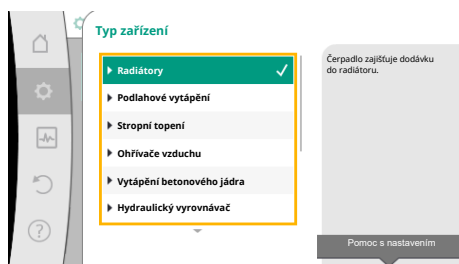 Typ zařízení
Radiátory
Podlahové vytápění
Stropní topení
Ohřívače vzduchu
Vytápění betonového jádra
Hydraulický vyrovnávač
Čerpadlo zajišťuje dodávku
do radiátoru.
Pomoc s nastavením